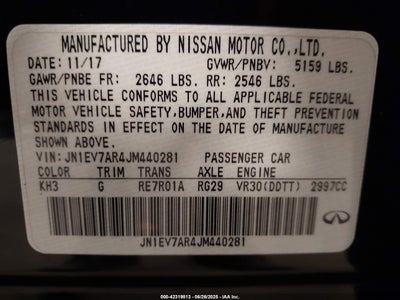 MANUFACTURED BY NISSAN MOTOR CO.,LTD.
DATE: 11/17 GVWR/PNBV: 5159 LBS.
GAWR/PNBE FR: 2646 LBS. RR: 2546 LBS.
THIS VEHICLE CONFORMS TO ALL APPLICABLE FEDERAL
MOTOR VEHICLE SAFETY,BUMPER,AND THEFT PREVENTION
STANDARDS IN EFFECT ON THE DATE OF MANUFACTURE
SHOWN ABOVE.
VIN: JN1EV7AR4JM440281 PASSENGER CAR
COLOR TRIM TRANS AXLE ENGINE
KH3 G RE7R01A RG29 VR30(DDTT) 2997CC
JN1EV7AR4JM440281
000-42319813 - 06/26/2025 - IAA Inc.